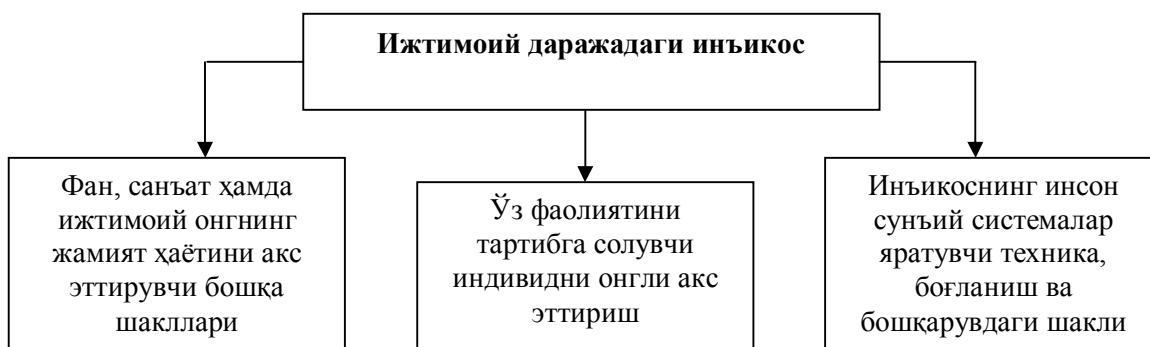 Ижтимоий даражадаги инъикос
Фан, санъат ҳамда
ижтимоий онгнинг
жамият ҳаётини акс
эттирувчи бошқа
шакллари
Ўз фаолиятини
тартибга солувчи
индивидни онгли акс
эттириш
Инъикоснинг инсон
сунъий системалар
яратувчи техника,
боғланиш ва
бошқарувдаги шакли